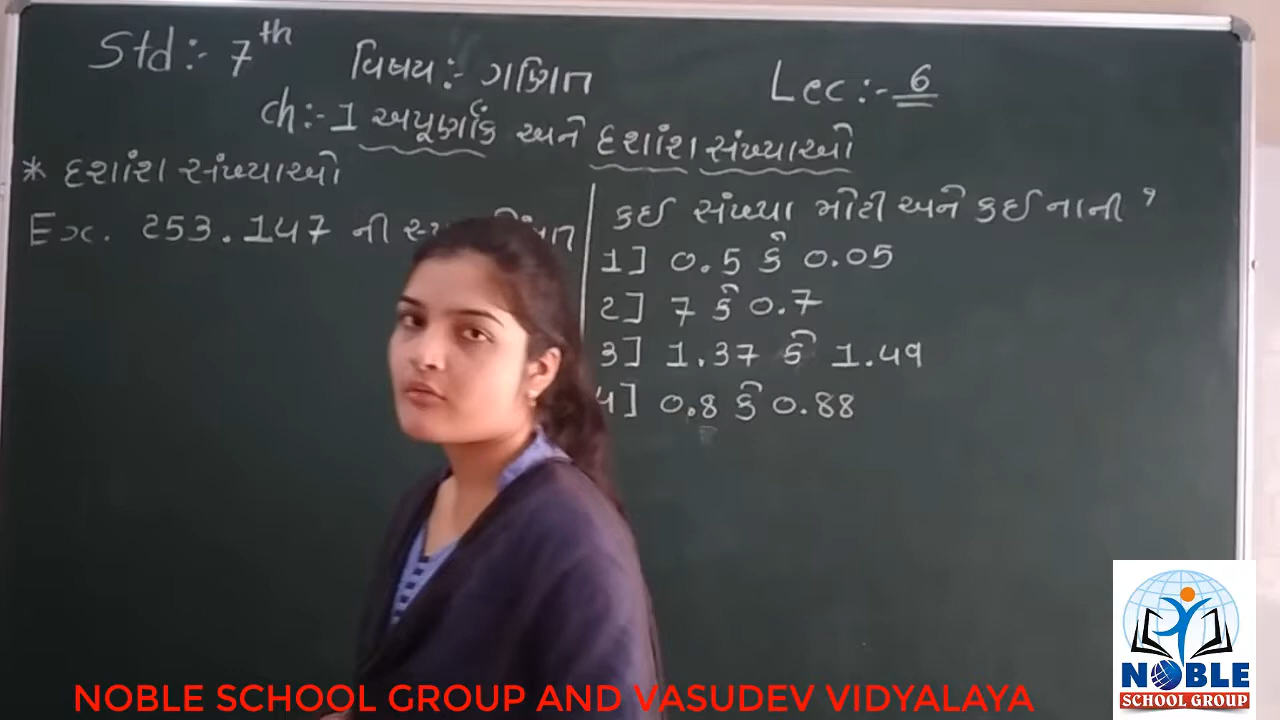 Std:- 7th
વિષય:- ગણિત
Lec:- 6
ch:- 1 અપૂર્ણાંક અને દશાંશ સંખ્યાઓ
* દશાંશ સંખ્યાઓ
Ex. 253.147 ની
કઈ સંખ્યા મોટી અને કઈ નાની ?
1] 0.5 કે 0.05
2] 7 કે 0.7
3] 1.37 કે 1.49
4] 0.8 કે 0.88
NOBLE
SCHOOL GROUP
NOBLE SCHOOL GROUP AND VASUDEV VIDYALAYA